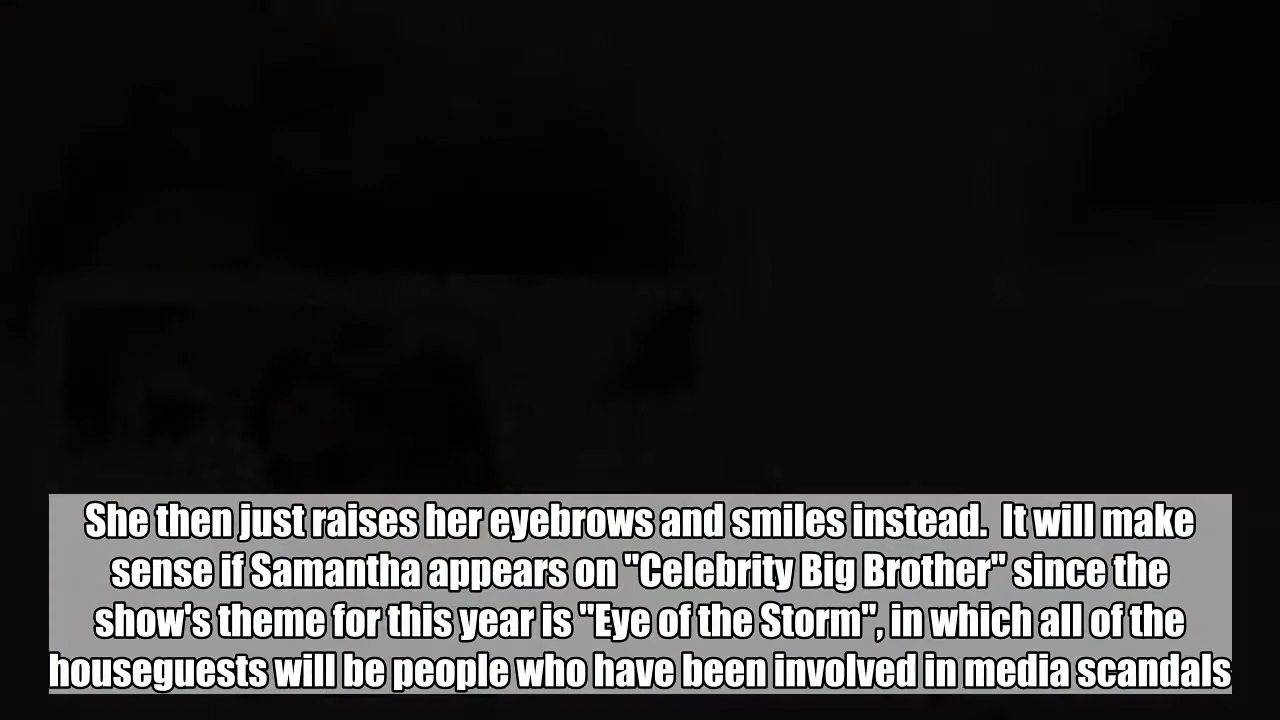 She then just raises her eyebrows and smiles instead.  It will make
sense if Samantha appears on "Celebrity Big Brother" since the
show's theme for this year is "Eye of the Storm", in which all of the
houseguests will be people who have been involved in media scandals